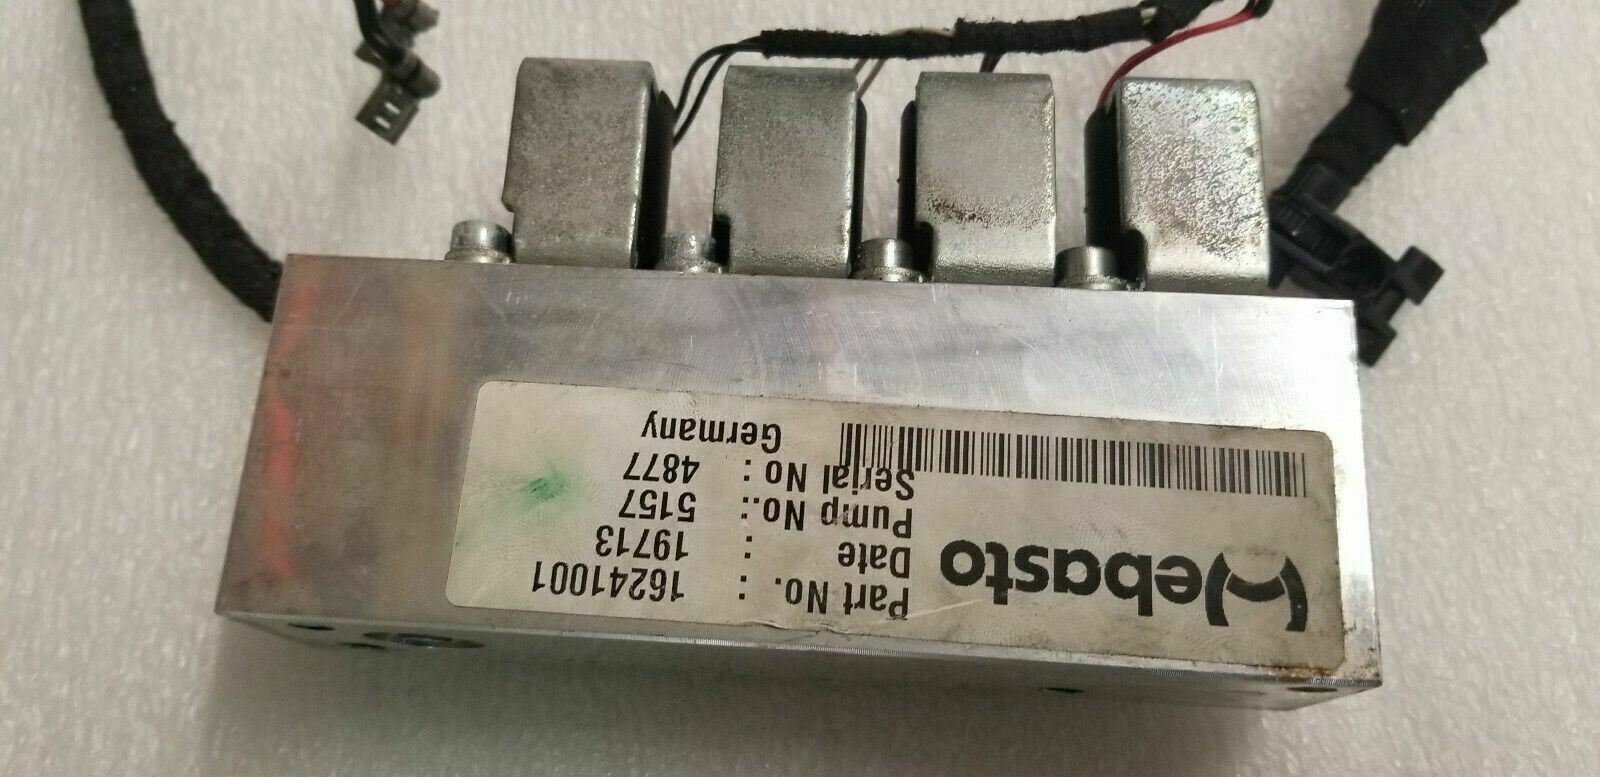 Webasto
Part No. : 16241001
Date : 19713
Pump No.: 5157
Serial No : 4877
Germany